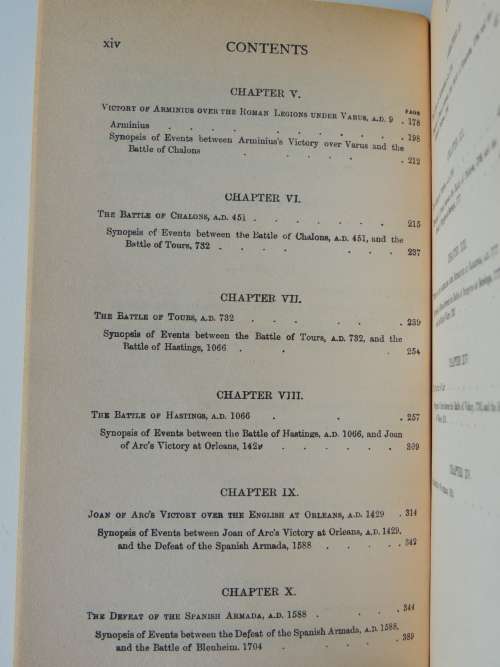 xiv CONTENTS
CHAPTER V.
PAGE
VICTORY OF ARMINIUS OVER THE ROMAN LEGIONS UNDER VARUS, A.D. 9 . 178
Arminius . . . . . . . . . 198
Synopsis of Events between Arminius's Victory over Varus and the
Battle of Chalons . . . . . . 212
CHAPTER VI.
THE BATTLE OF CHALONS, A.D. 451 . . . . . . 215
Synopsis of Events between the Battle of Chalons, A.D. 451, and the
Battle of Tours, 732 . . . . . . . 237
CHAPTER VII.
THE BATTLE OF TOURS, A.D. 732 . . . . . 239
Synopsis of Events between the Battle of Tours, A.D. 732, and the
Battle of Hastings, 1066 . . . 254
CHAPTER VIII.
THE BATTLE OF HASTINGS, A.D. 1066 . . . 257
Synopsis of Events between the Battle of Hastings, A.D. 1066, and Joan
of Arc's Victory at Orleans, 1429 . . . . . 309
CHAPTER IX.
JOAN OF ARC'S VICTORY OVER THE ENGLISH AT ORLEANS, A.D. 1429 . 314
Synopsis of Events between Joan of Arc's Victory at Orleans, A.D. 1429,
and the Defeat of the Spanish Armada, 1588 . . . . 342
CHAPTER X.
THE DEFEAT OF THE SPANISH ARMADA, A.D. 1588 . . . . 344
Synopsis of Events between the Defeat of the Spanish Armada, A.D. 1588,
and the Battle of Blenheim, 1704 . . . . . 389